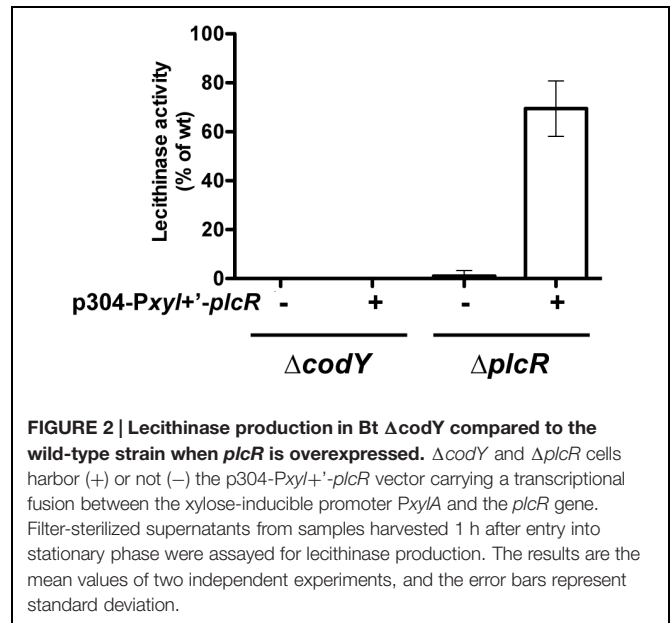 100
80
60
40
20
0
Lecithinase activity
(% of wt)
p304-Pxyl+'-plcR - + - +
ΔcodY ΔplcR
FIGURE 2 | Lecithinase production in Bt ΔcodY compared to the
wild-type strain when plcR is overexpressed. ΔcodY and ΔplcR cells
harbor (+) or not (−) the p304-Pxyl+'-plcR vector carrying a transcriptional
fusion between the xylose-inducible promoter PxylA and the plcR gene.
Filter-sterilized supernatants from samples harvested 1 h after entry into
stationary phase were assayed for lecithinase production. The results are the
mean values of two independent experiments, and the error bars represent
standard deviation.